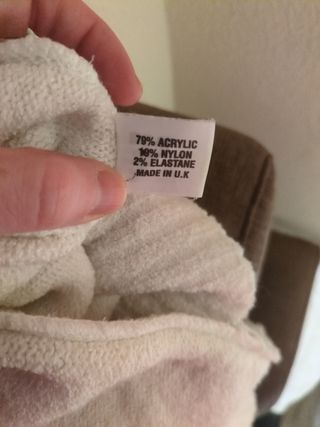 79% ACRYLIC
19% NYLON
2% ELASTANE
MADE IN U.K